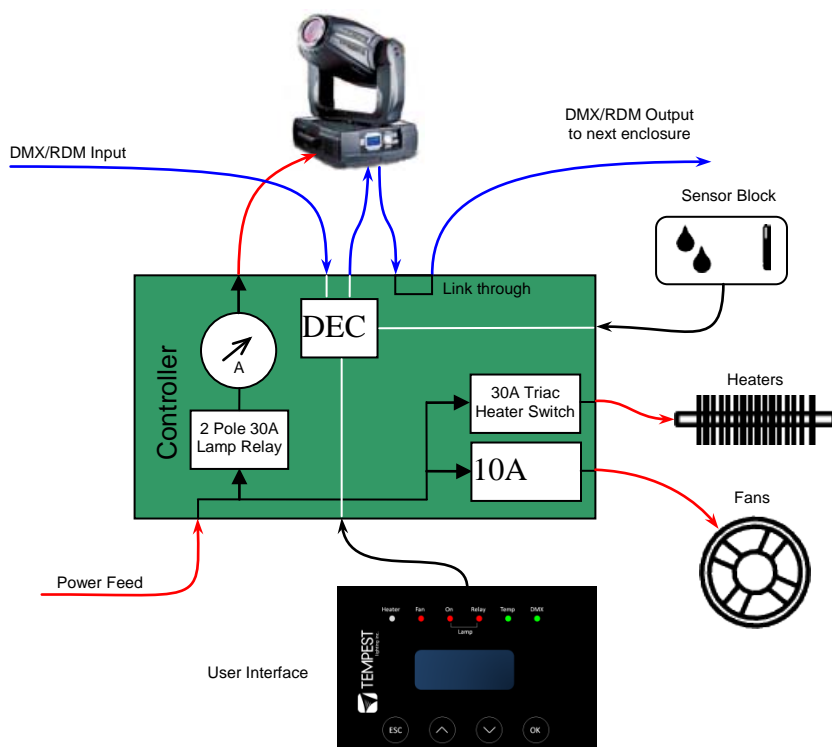 DMX/RDM Input
DMX/RDM Output
to next enclosure
Sensor Block
Link through
DEC
Controller
A
2 Pole 30A
Lamp Relay
30A Triac
Heater Switch
Heaters
10A
Fans
Power Feed
User Interface
Heater Fan On Relay Temp DMX
Lamp
TEMPEST
ESC OK